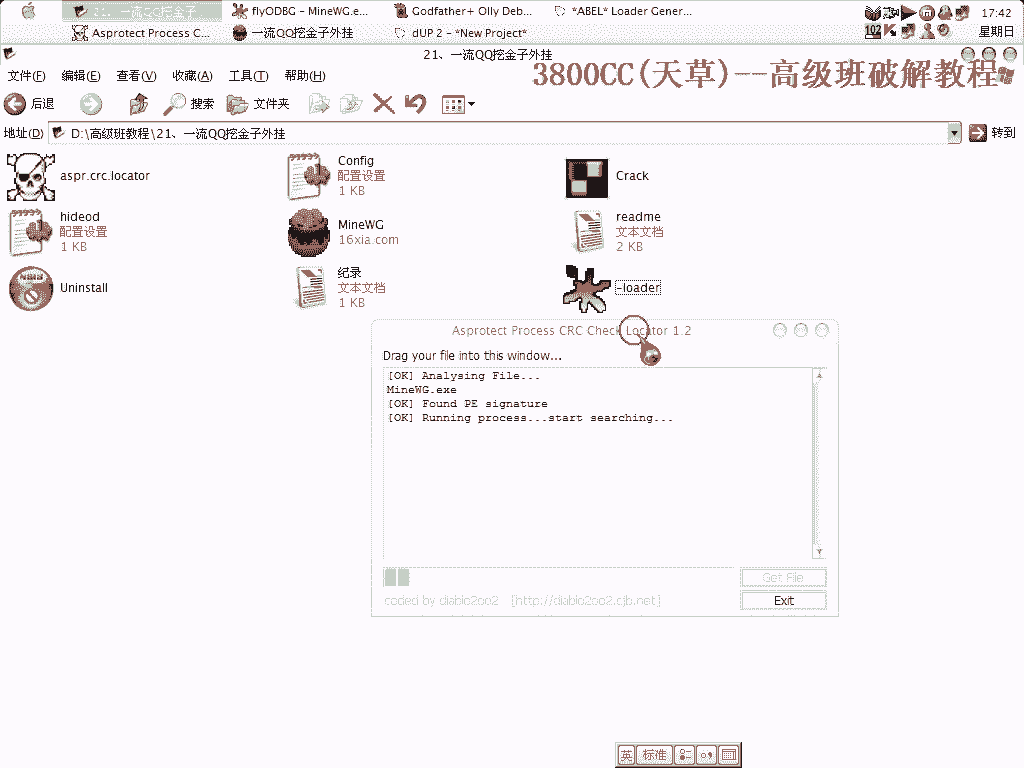 flyODBG - MineWG.e...
Godfather+ Olly Deb...
*ABEL* Loader Gener...
17:42
Asprotect Process C...
一流QQ挖金子外挂
dUP 2 - *New Project*
102
星期日
21、一流QQ挖金子外挂
3800CC(天草)--高级班破解教程
文件(F)
编辑(E)
查看(V)
收藏(A)
工具(T)
帮助(H)
后退
搜索
文件夹
地址(D)
D:\高级班教程\21、一流QQ挖金子外挂
转到
aspr.crc.locator
Config
配置设置
1 KB
Crack
hideod
配置设置
1 KB
MineWG
16xia.com
readme
文本文档
2 KB
Uninstall
纪录
文本文档
1 KB
-loader
Asprotect Process CRC Check Locator 1.2
Drag your file into this window...
[OK] Analysing File...
MineWG.exe
[OK] Found PE signature
[OK] Running process...start searching...
Get File
coded by diablo2oo2 [http://diablo2oo2.cjb.net]
Exit
英
标准